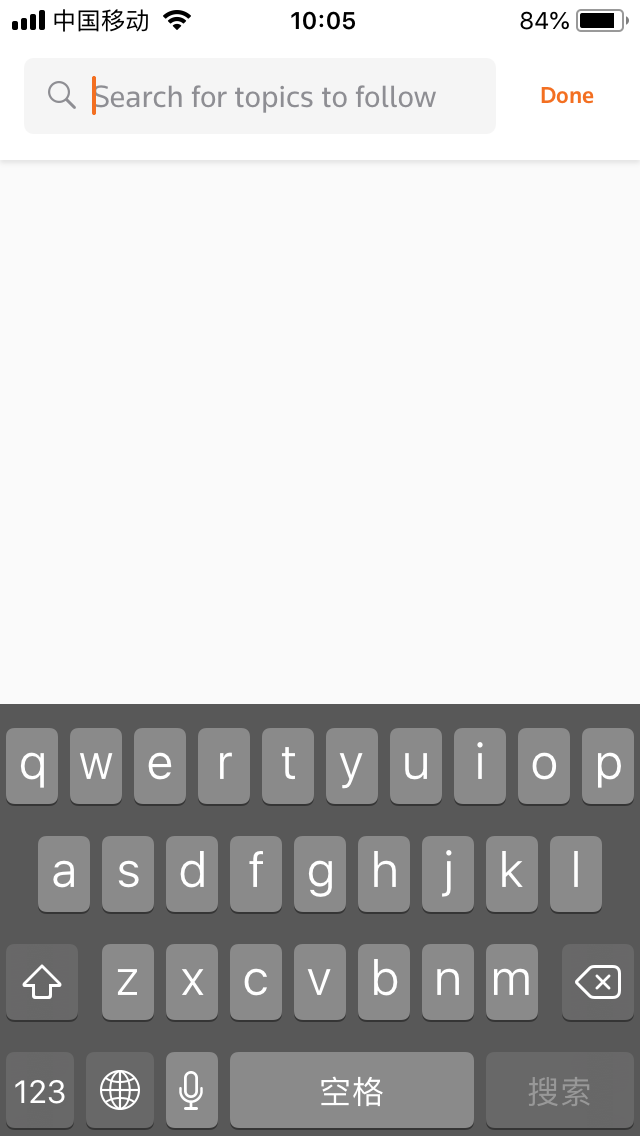 中国移动 10:05 84%
Search for topics to follow Done
q w e r t y u i o p
a s d f g h j k l
z x c v b n m
123 空格 搜索